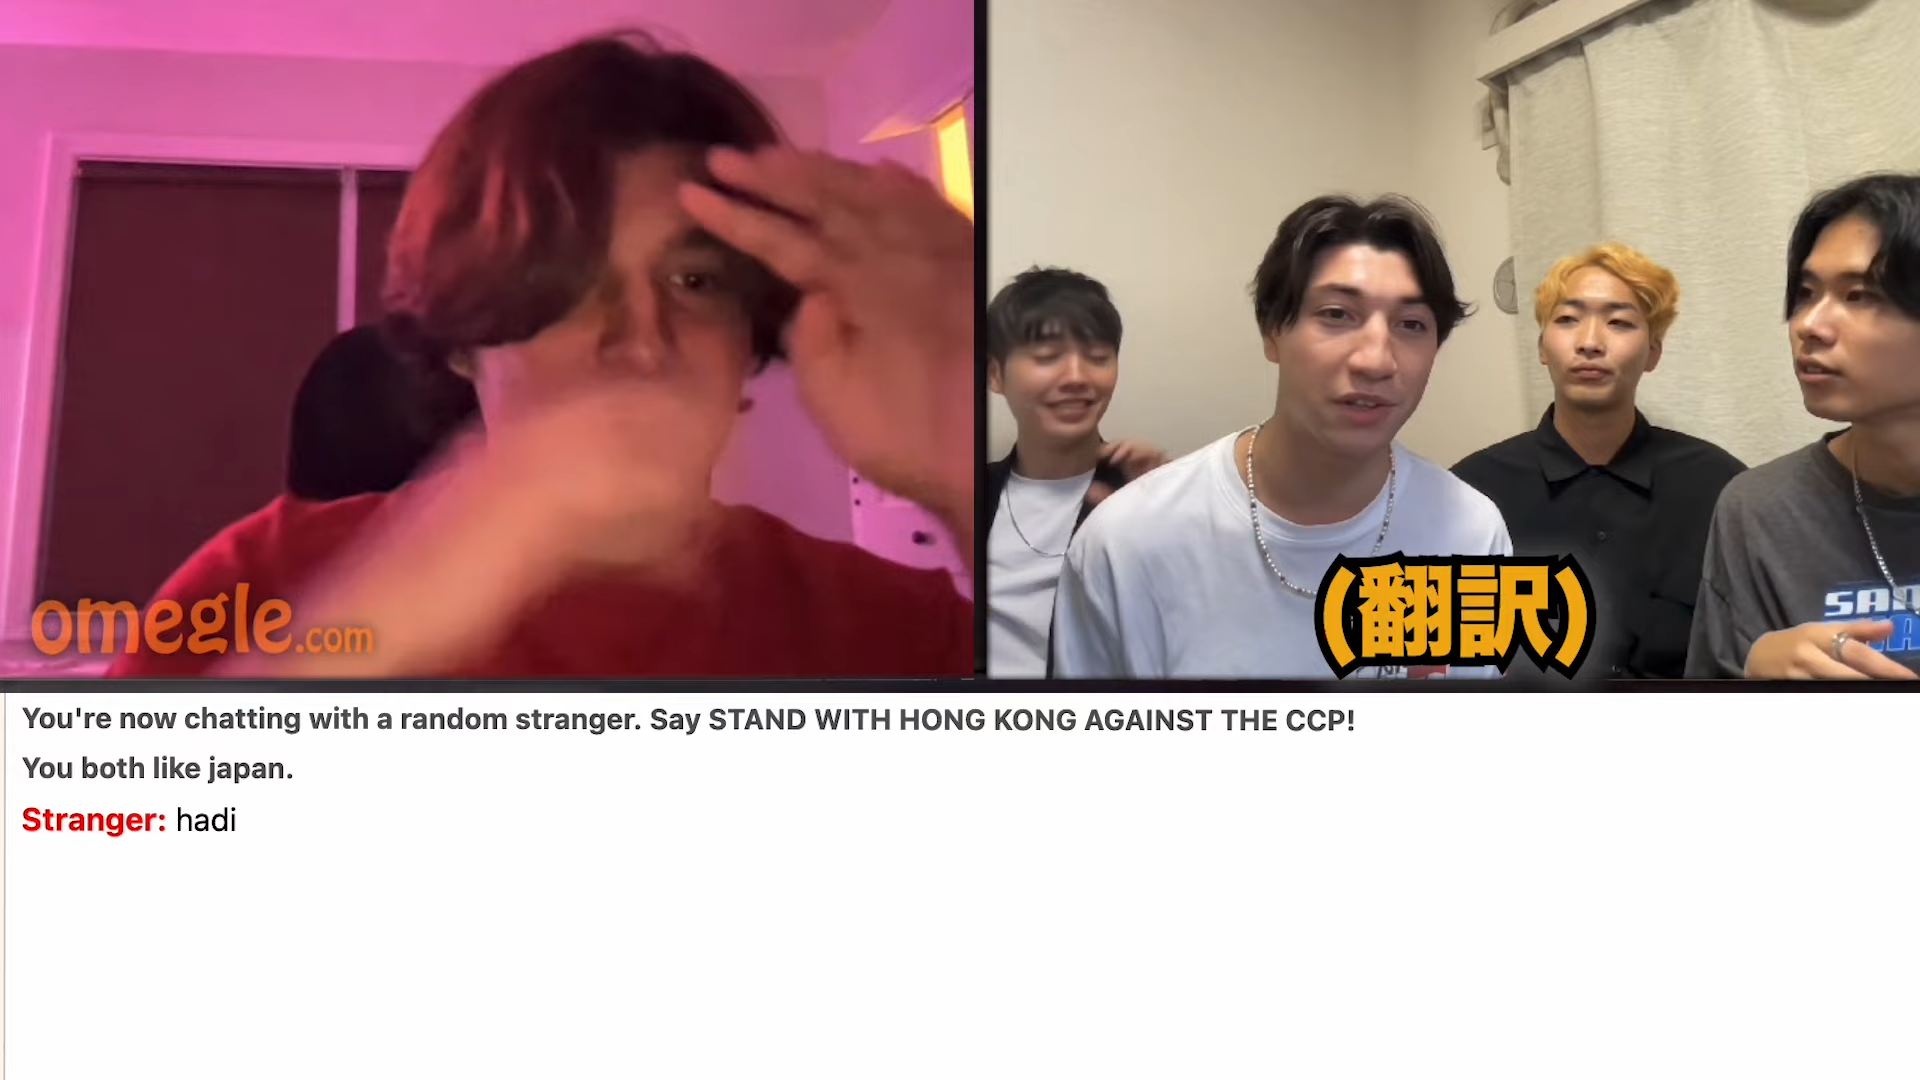 omegle.com
SAN
(翻訳)
You're now chatting with a random stranger. Say STAND WITH HONG KONG AGAINST THE CCP!
You both like japan.
Stranger: hadi